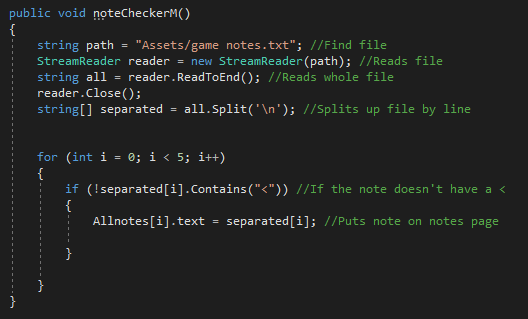 public void noteCheckerM()
{
string path = "Assets/game notes.txt"; //Find file
StreamReader reader = new StreamReader(path); //Reads file
string all = reader.ReadToEnd(); //Reads whole file
reader.Close();
string[] separated = all.Split('\n'); //Splits up file by line
for (int i = 0; i < 5; i++)
{
if (!separated[i].Contains("<")) //If the note doesn't have a <
{
Allnotes[i].text = separated[i]; //Puts note on notes page
}
}
}